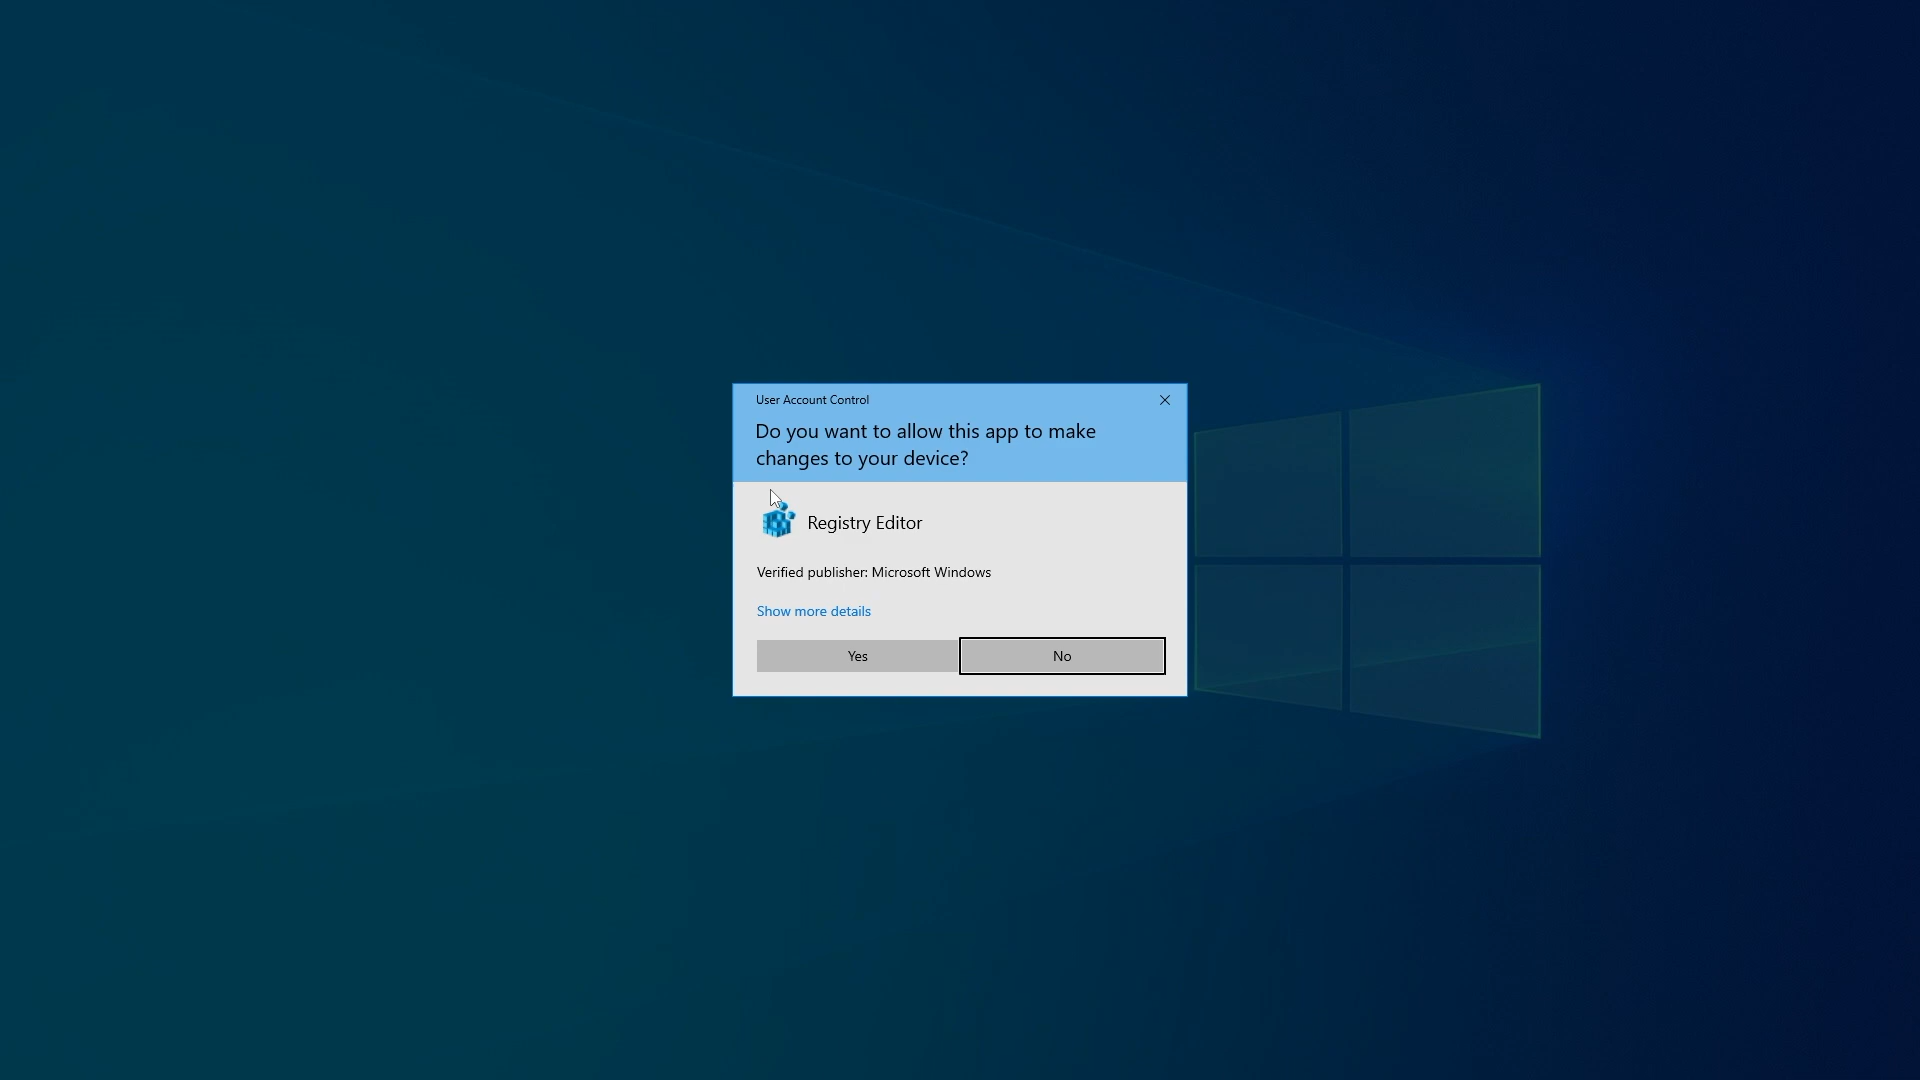 User Account Control
Do you want to allow this app to make
changes to your device?
Registry Editor
Verified publisher: Microsoft Windows
Show more details
Yes
No